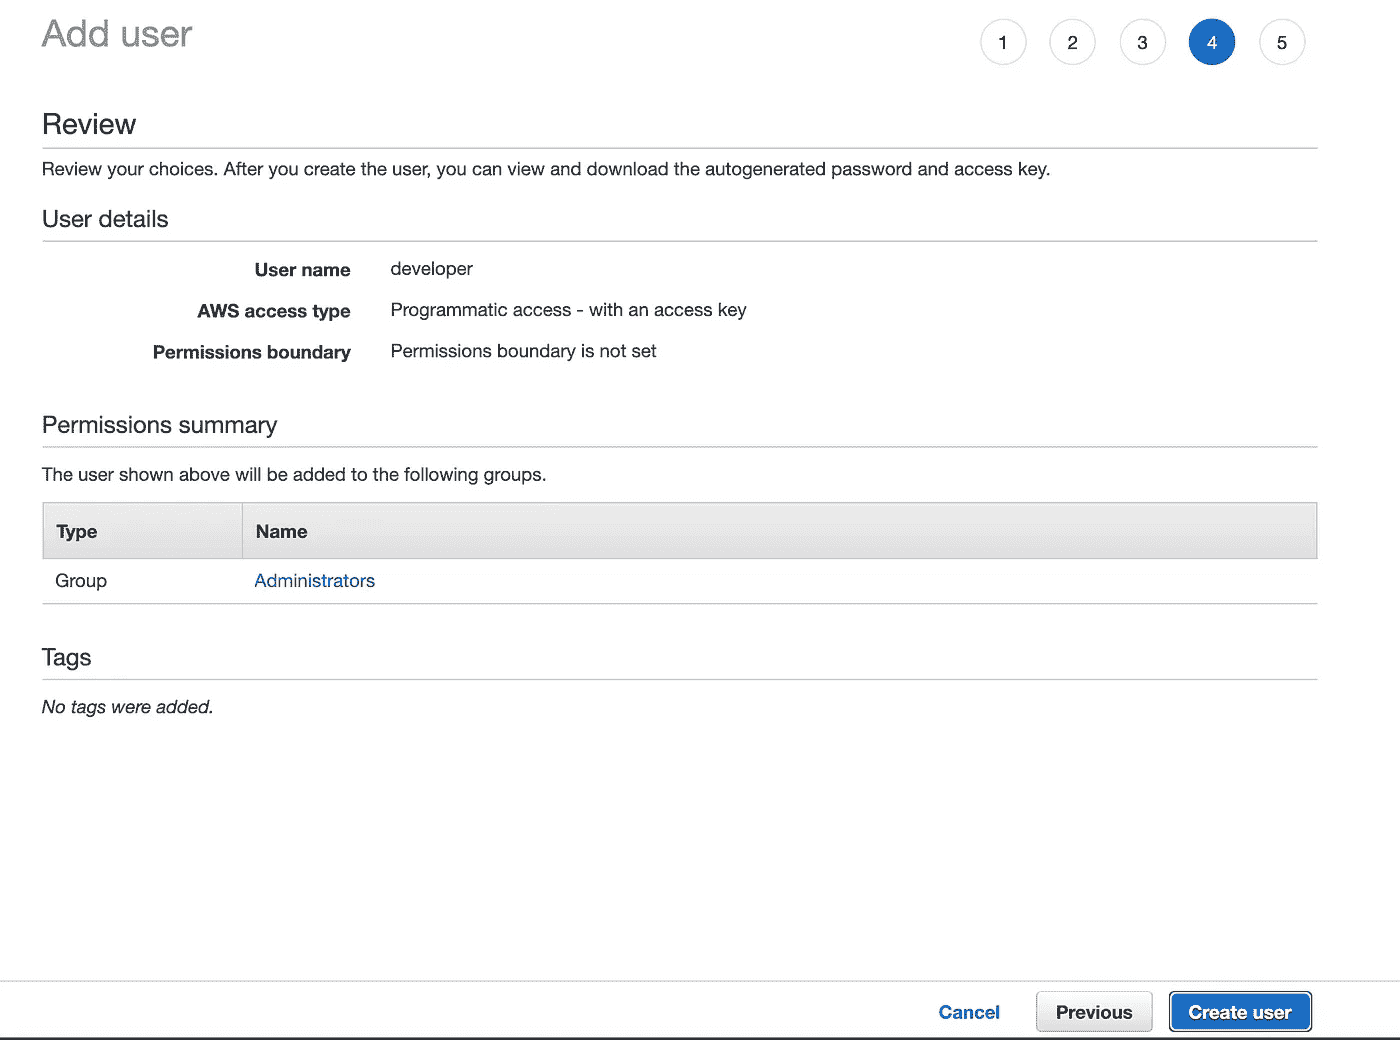 Add user
1 2 3 4 5
Review
Review your choices. After you create the user, you can view and download the autogenerated password and access key.
User details
User name developer
AWS access type Programmatic access - with an access key
Permissions boundary Permissions boundary is not set
Permissions summary
The user shown above will be added to the following groups.
Type Name
Group Administrators
Tags
No tags were added.
Cancel Previous Create user